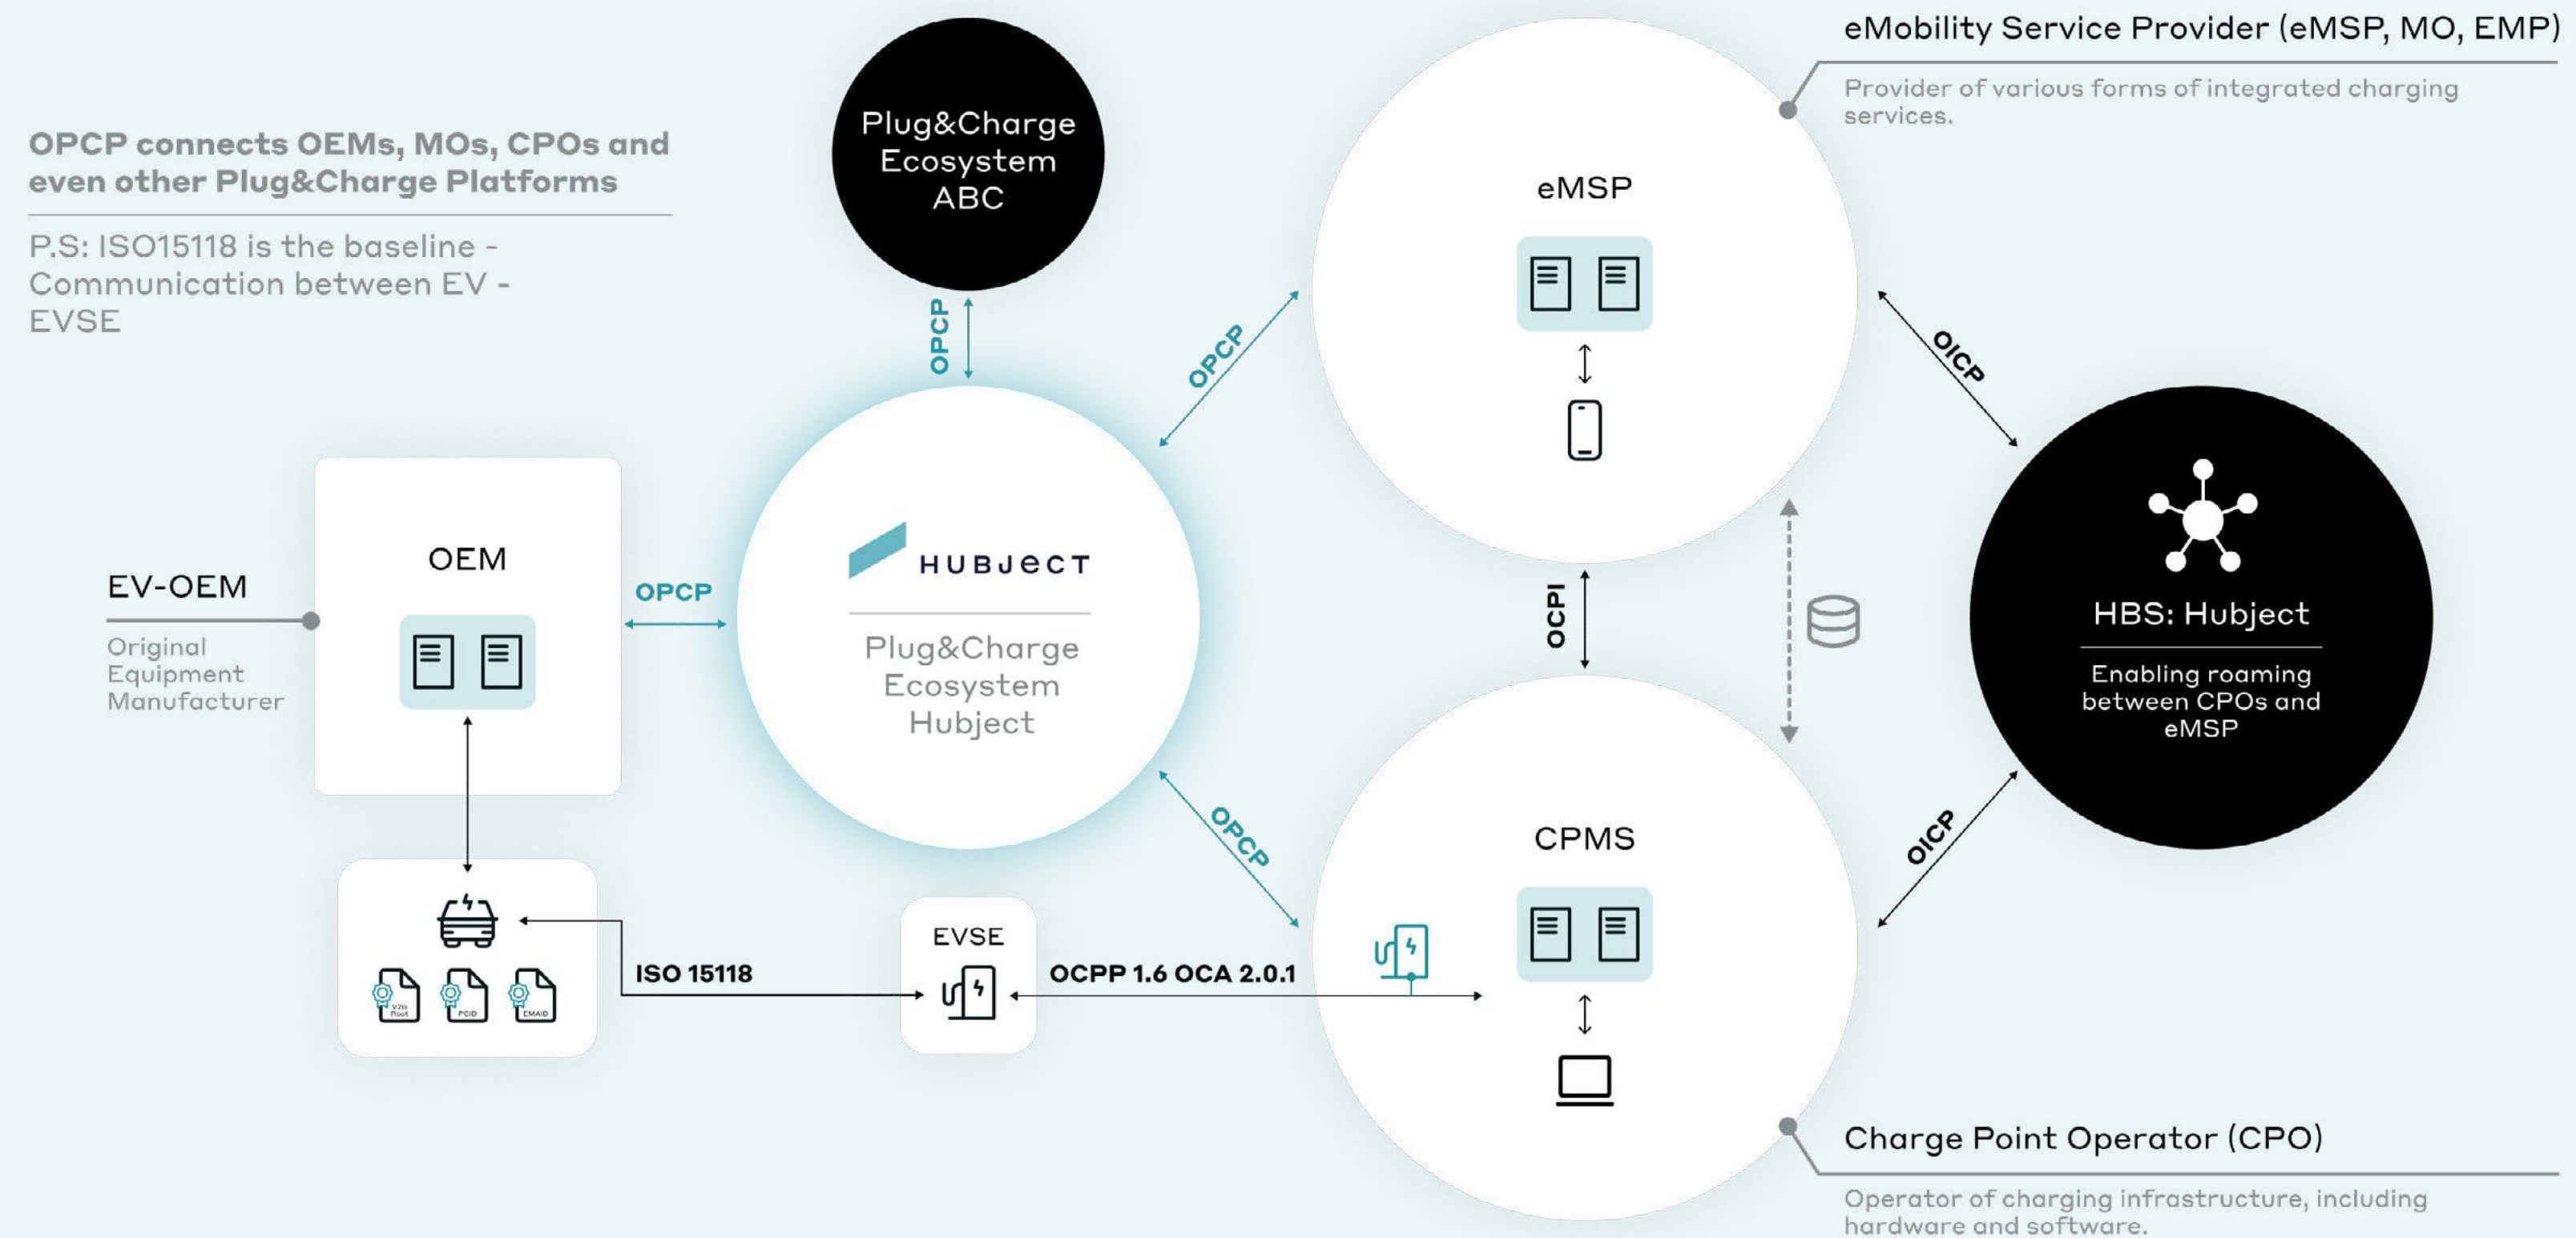 eMobility Service Provider (eMSP, MO, EMP)
Provider of various forms of integrated charging
services.
OPCP connects OEMs, MOs, CPOs and
even other Plug&Charge Platforms
P.S: ISO15118 is the baseline -
Communication between EV -
EVSE
Plug&Charge
Ecosystem
ABC
eMSP
OPCP
OPCP
OICP
OEM
EV-OEM
Original
Equipment
Manufacturer
OPCP
HUBJECT
Plug&Charge
Ecosystem
Hubject
OCPI
HBS: Hubject
Enabling roaming
between CPOs and
eMSP
OPCP
CPMS
OICP
EVSE
ISO 15118
OCPP 1.6 OCA 2.0.1
V2G
Root
PCID
EMAID
Charge Point Operator (CPO)
Operator of charging infrastructure, including
hardware and software.